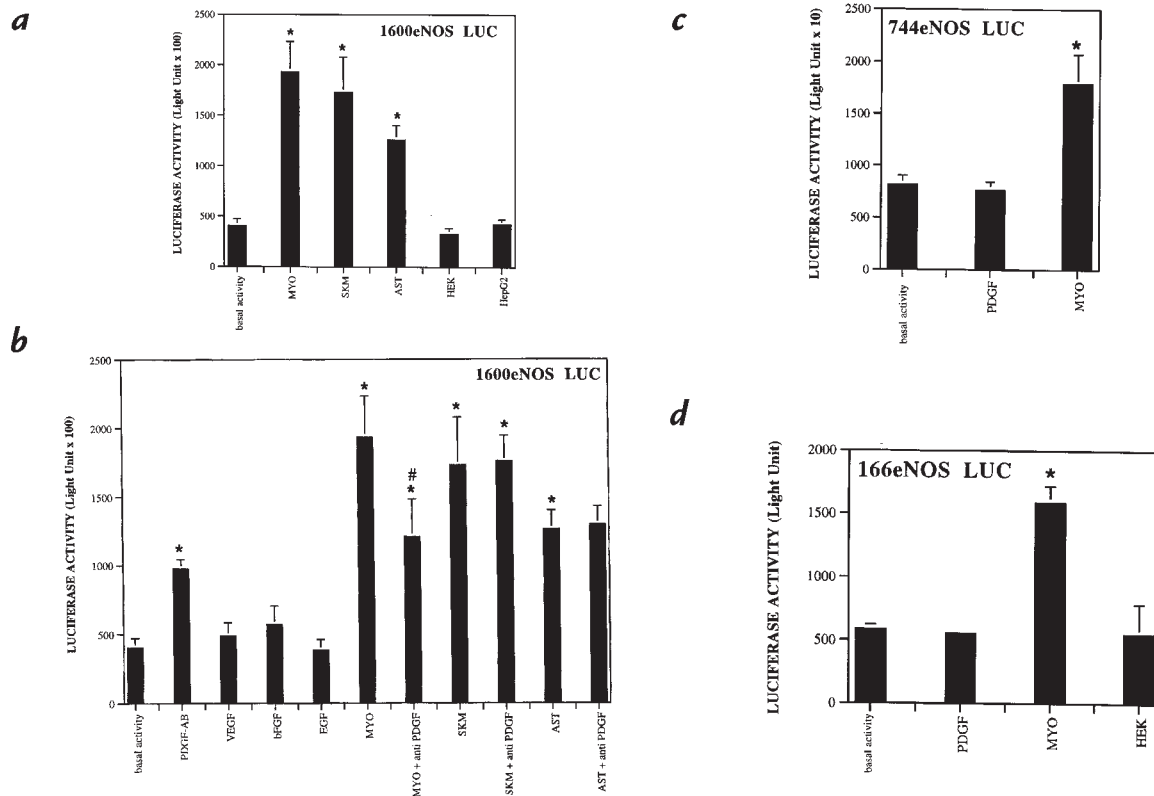 a
1600eNOS LUC
LUCIFERASE ACTIVITY (Light Unit x 100)
2500
2000
1500
1000
500
0
*
*
*
basal activity
MYO
SKM
AST
HEK
HepG2
b
1600eNOS LUC
LUCIFERASE ACTIVITY (Light Unit x 100)
2500
2000
1500
1000
500
0
*
*
#
*
*
*
*
basal activity
PDGF-AB
VEGF
bFGF
EGF
MYO
MYO + anti PDGF
SKM
SKM + anti PDGF
AST
AST + anti PDGF
c
744eNOS LUC
LUCIFERASE ACTIVITY (Light Unit x 10)
2500
2000
1500
1000
500
0
*
basal activity
PDGF
MYO
d
166eNOS LUC
LUCIFERASE ACTIVITY (Light Unit)
2000
1500
1000
500
0
*
basal activity
PDGF
MYO
HEK